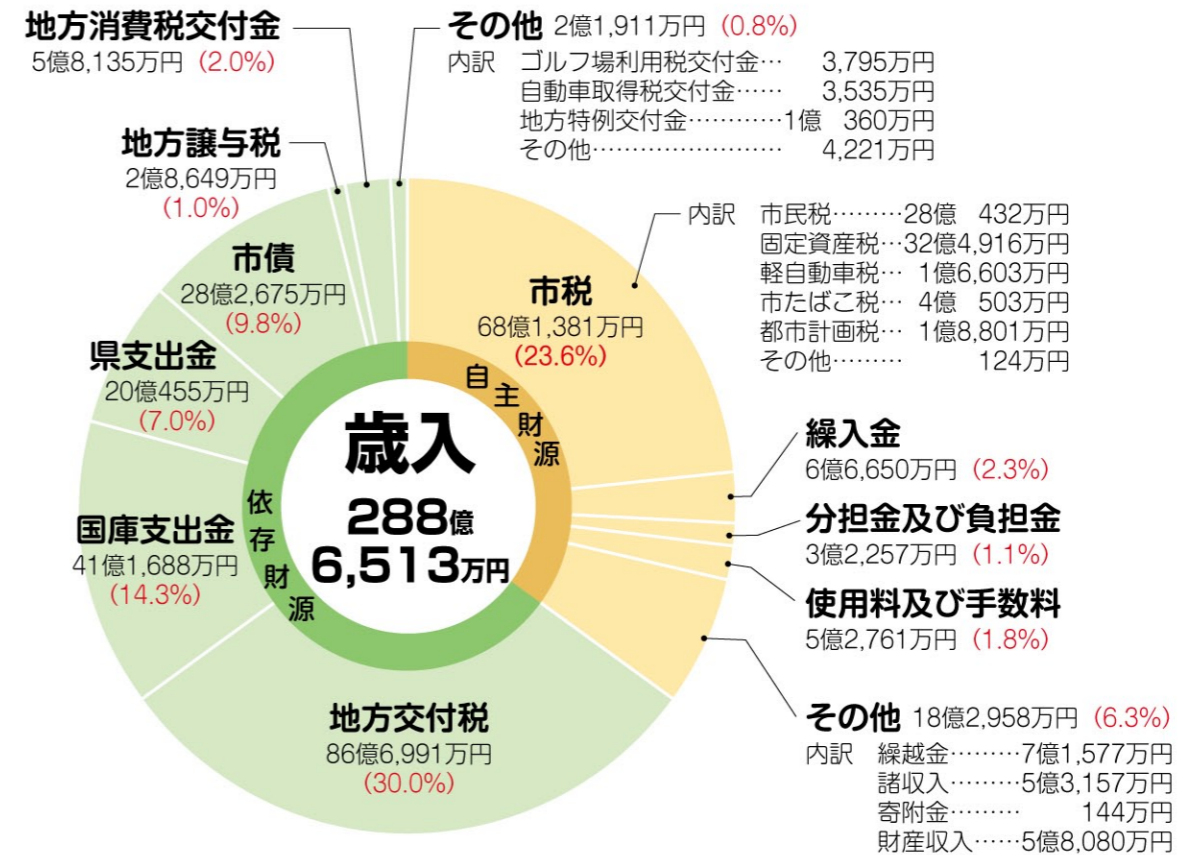 地方消費税交付金
5億8,135万円 (2.0%)
その他 2億1,911万円 (0.8%)
内訳 ゴルフ場利用税交付金… 3,795万円
自動車取得税交付金…… 3,535万円
地方特例交付金…………1億 360万円
その他…………………… 4,221万円
地方譲与税
2億8,649万円
(1.0%)
市債
28億2,675万円
(9.8%)
県支出金
20億455万円
(7.0%)
国庫支出金
41億1,688万円
(14.3%)
地方交付税
86億6,991万円
(30.0%)
依存財源
歳入
288億
6,513万円
自主財源
市税
68億1,381万円
(23.6%)
内訳 市民税………28億 432万円
固定資産税…32億4,916万円
軽自動車税… 1億6,603万円
市たばこ税… 4億 503万円
都市計画税… 1億8,801万円
その他……… 124万円
繰入金
6億6,650万円 (2.3%)
分担金及び負担金
3億2,257万円 (1.1%)
使用料及び手数料
5億2,761万円 (1.8%)
その他 18億2,958万円 (6.3%)
内訳 繰越金………7億1,577万円
諸収入………5億3,157万円
寄附金……… 144万円
財産収入……5億8,080万円